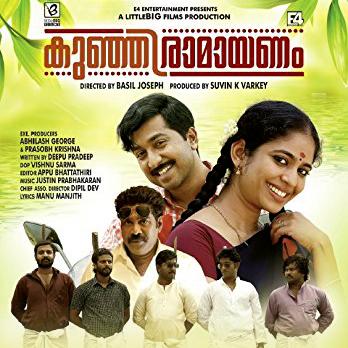 E4 ENTERTAINMENT PRESENTS
A LITTLEBIG FILMS PRODUCTION
E4
കുഞ്ഞിരാമായണം
DIRECTED BY BASIL JOSEPH PRODUCED BY SUVIN K VARKEY
EXE. PRODUCERS
ABHILASH GEORGE
& PRASOBH KRISHNA
WRITTEN BY DEEPU PRADEEP
DOP VISHNU SARMA
EDITOR APPU BHATTATHIRI
MUSIC JUSTIN PRABHAKARAN
CHIEF ASSO. DIRECTOR DIPIL DEV
LYRICS MANU MANJITH